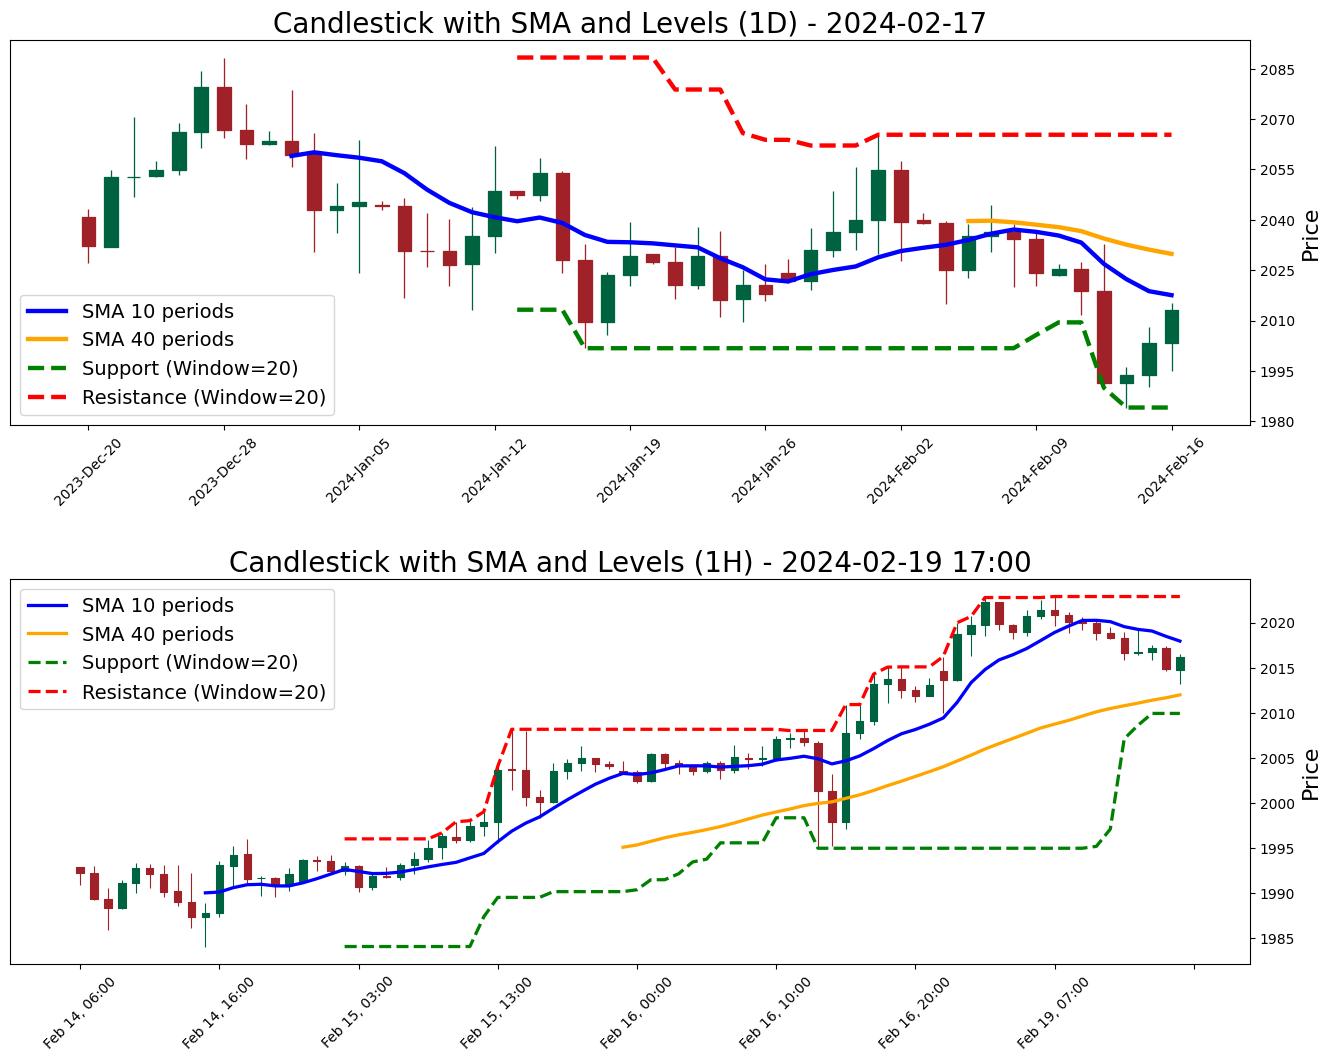 Candlestick with SMA and Levels (1D) - 2024-02-17
2085
2070
2055
2040
2025
2010
1995
1980
Price
SMA 10 periods
SMA 40 periods
Support (Window=20)
Resistance (Window=20)
2023-Dec-20
2023-Dec-28
2024-Jan-05
2024-Jan-12
2024-Jan-19
2024-Jan-26
2024-Feb-02
2024-Feb-09
2024-Feb-16
Candlestick with SMA and Levels (1H) - 2024-02-19 17:00
SMA 10 periods
SMA 40 periods
Support (Window=20)
Resistance (Window=20)
2020
2015
2010
2005
2000
1995
1990
1985
Price
Feb 14, 06:00
Feb 14, 16:00
Feb 15, 03:00
Feb 15, 13:00
Feb 16, 00:00
Feb 16, 10:00
Feb 16, 20:00
Feb 19, 07:00